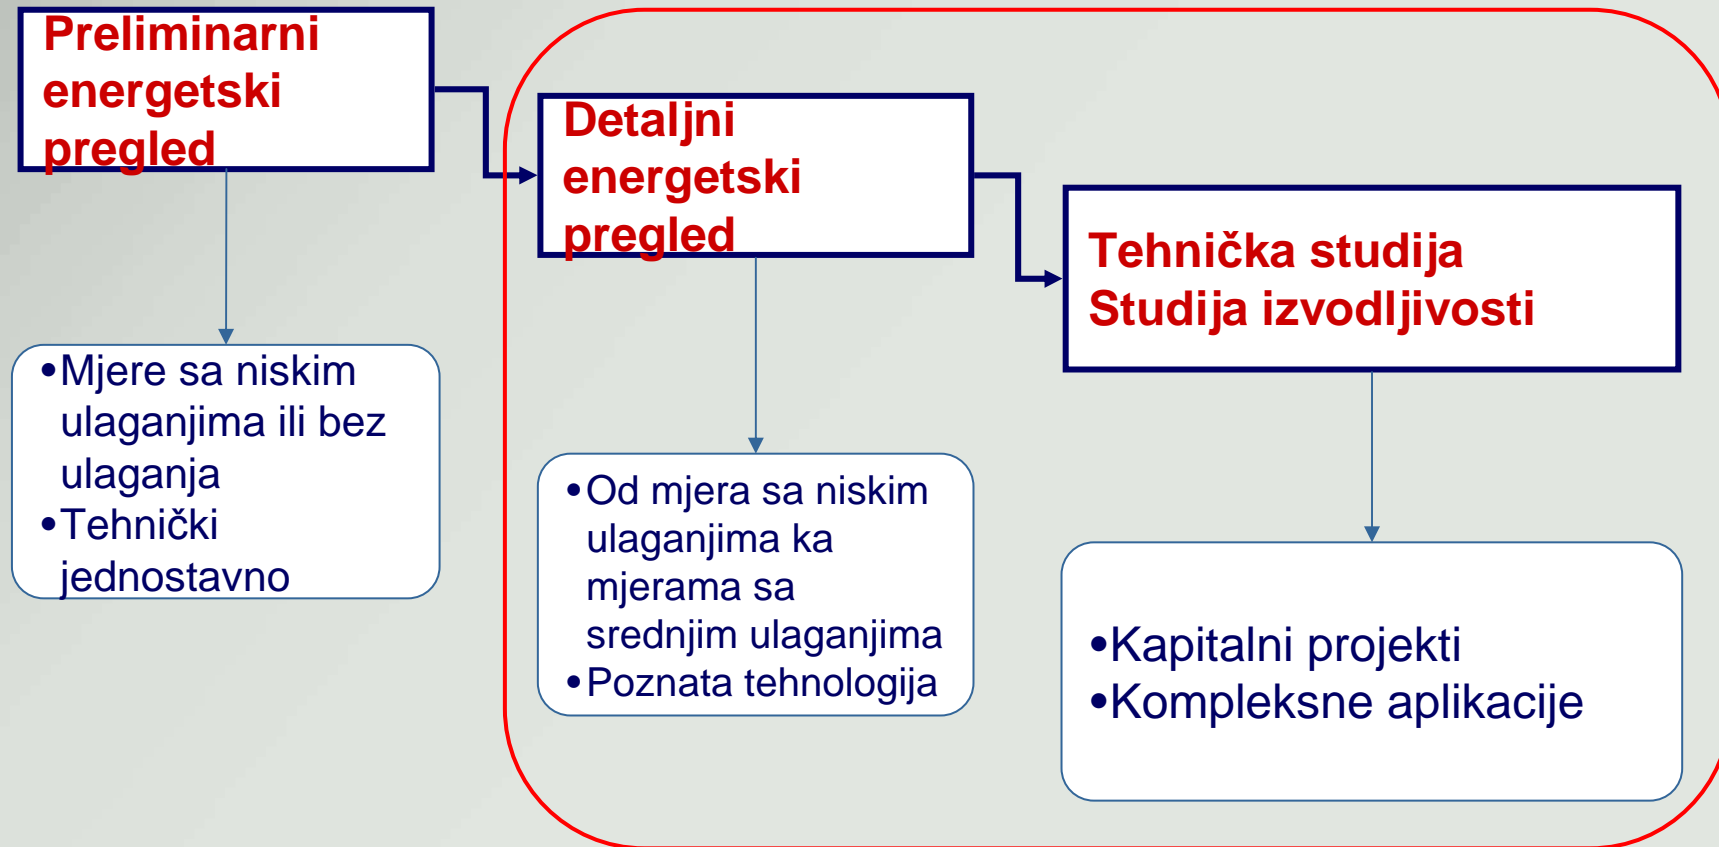 Preliminarni
energetski
pregled
Detaljni
energetski
pregled
Tehnička studija
Studija izvodljivosti
•Mjere sa niskim
ulaganjima ili bez
ulaganja
•Tehnički
jednostavno
•Od mjera sa niskim
ulaganjima ka
mjerama sa
srednjim ulaganjima
•Poznata tehnologija
•Kapitalni projekti
•Kompleksne aplikacije